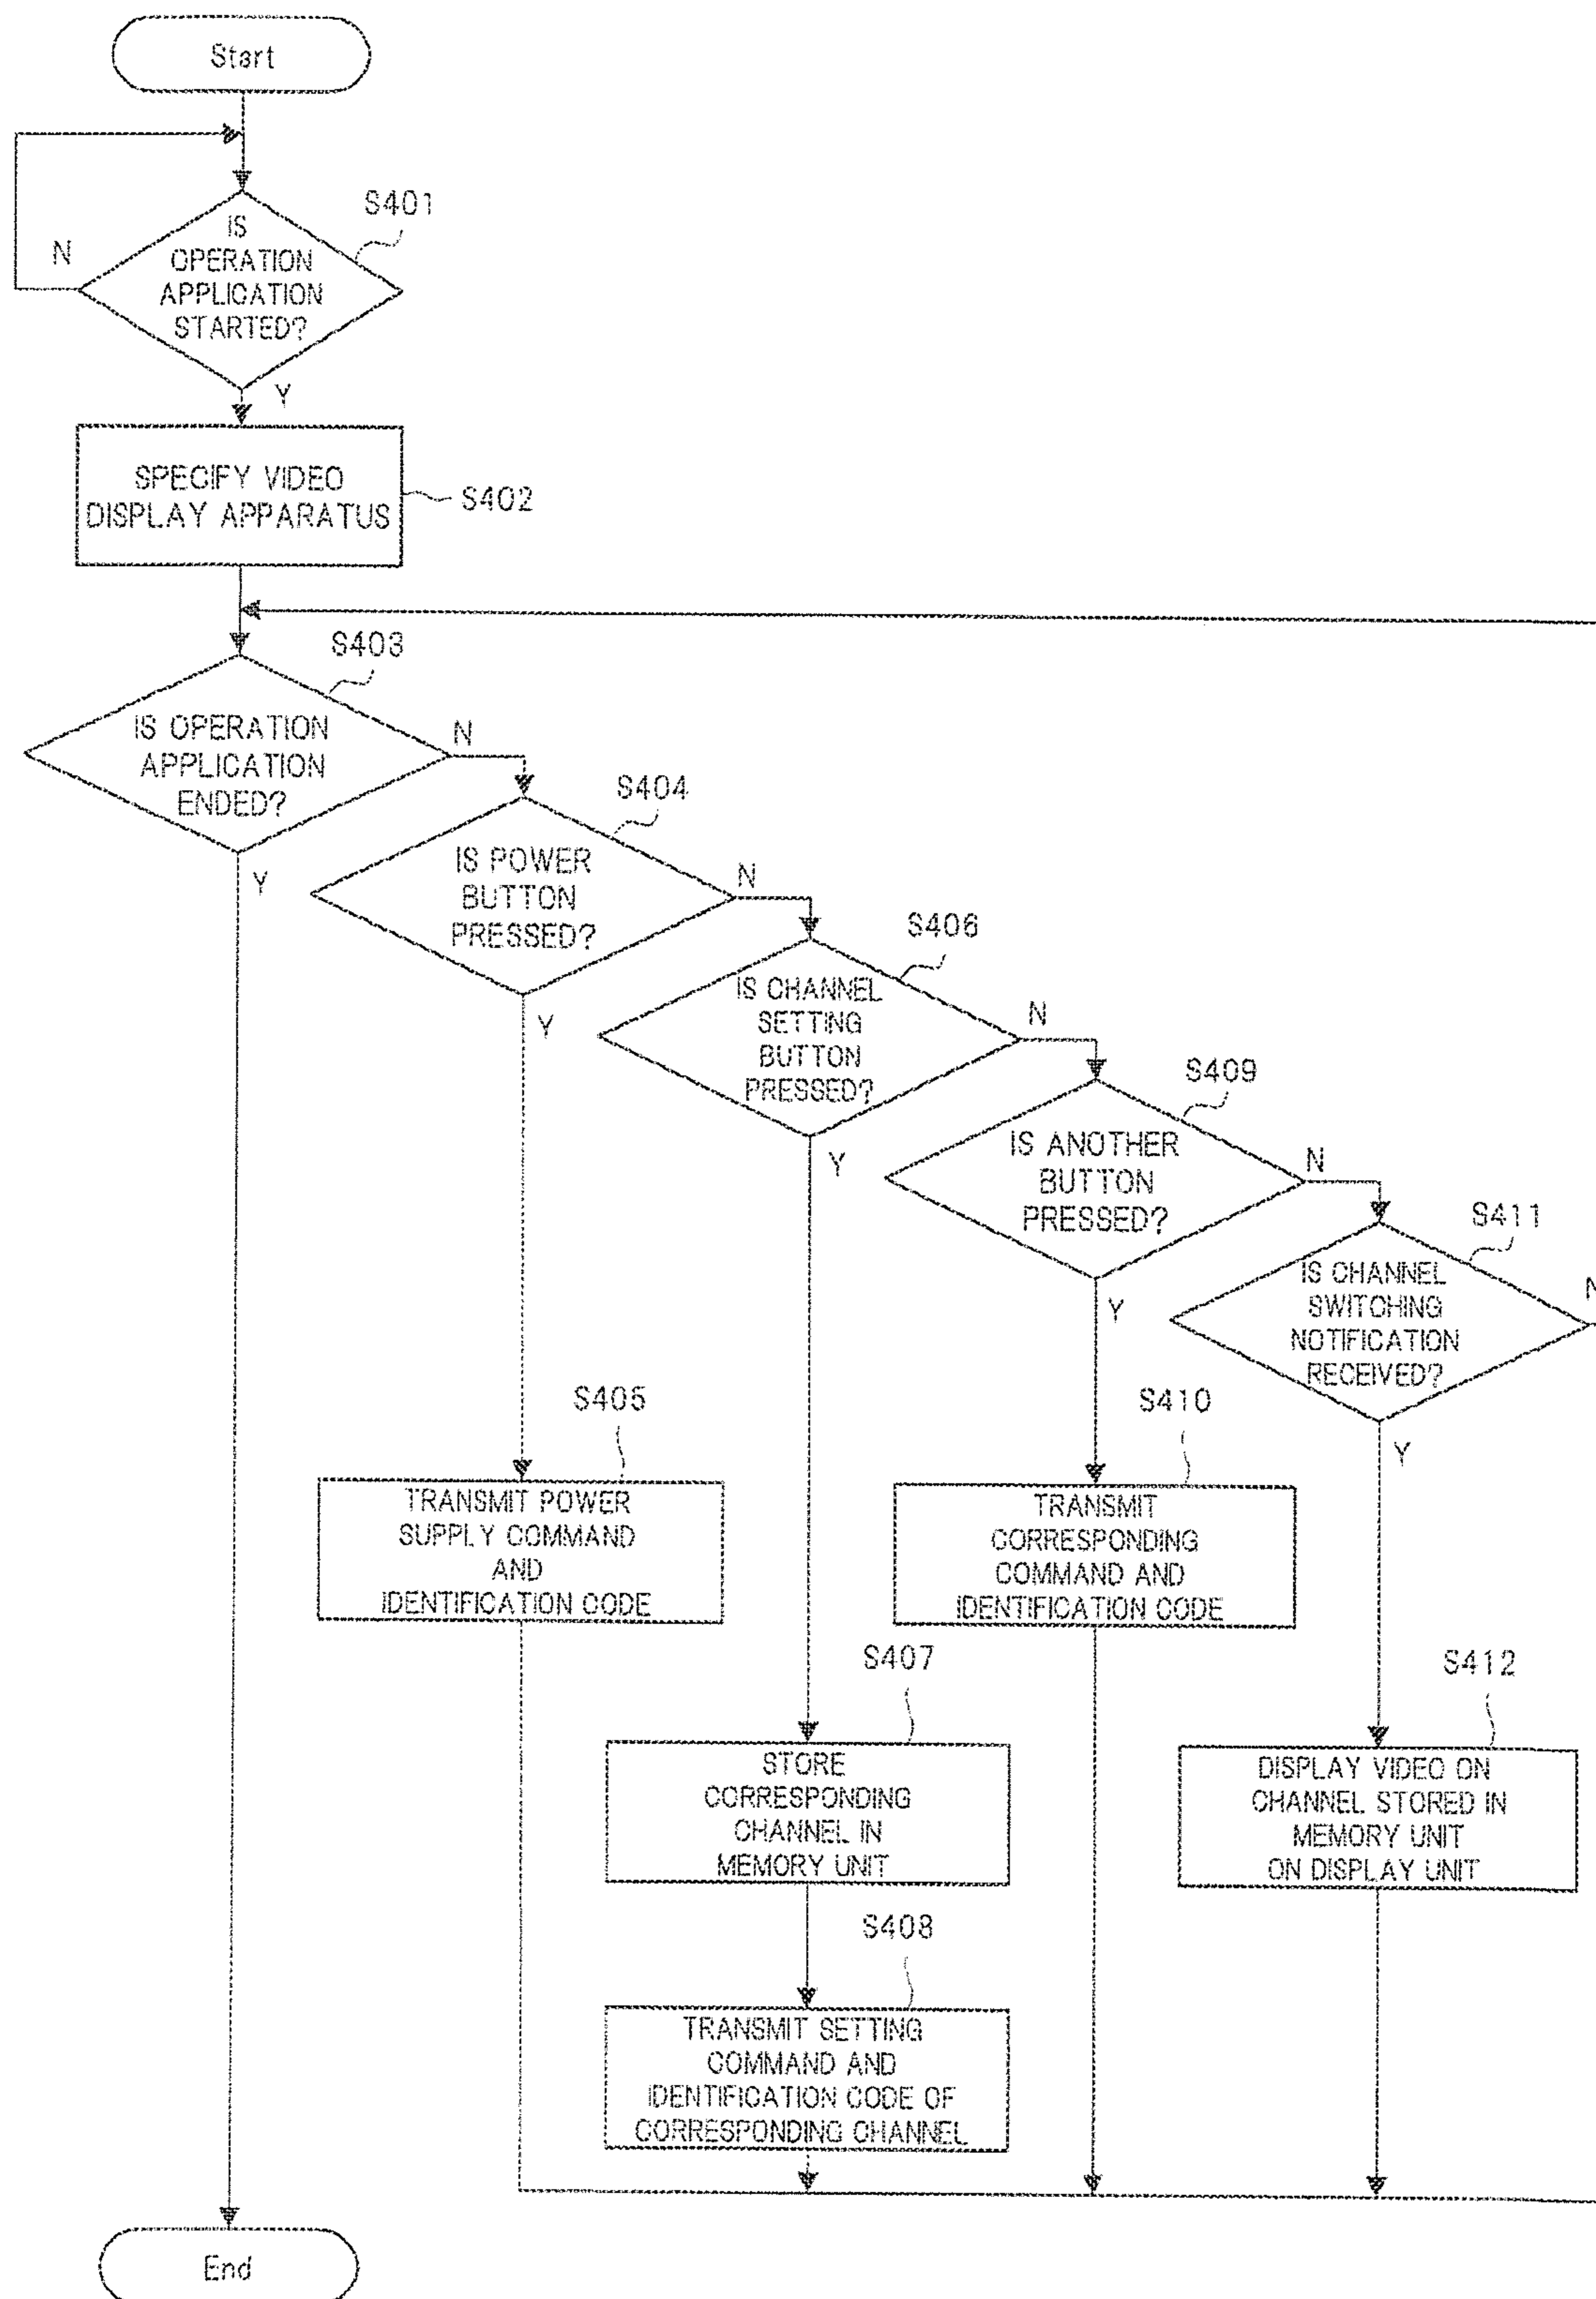 Start
S401
N
IS
OPERATION
APPLICATION
STARTED?
Y
SPECIFY VIDEO
DISPLAY APPARATUS
S402
S403
IS OPERATION
APPLICATION
ENDED?
N
Y
S404
IS POWER
BUTTON
PRESSED?
N
Y
S406
IS CHANNEL
SETTING
BUTTON
PRESSED?
N
Y
S409
IS ANOTHER
BUTTON
PRESSED?
N
Y
S411
IS CHANNEL
SWITCHING
NOTIFICATION
RECEIVED?
N
Y
S405
TRANSMIT POWER
SUPPLY COMMAND
AND
IDENTIFICATION CODE
S410
TRANSMIT
CORRESPONDING
COMMAND AND
IDENTIFICATION CODE
S407
STORE
CORRESPONDING
CHANNEL IN
MEMORY UNIT
S412
DISPLAY VIDEO ON
CHANNEL STORED IN
MEMORY UNIT
ON DISPLAY UNIT
S408
TRANSMIT SETTING
COMMAND AND
IDENTIFICATION CODE OF
CORRESPONDING CHANNEL
End